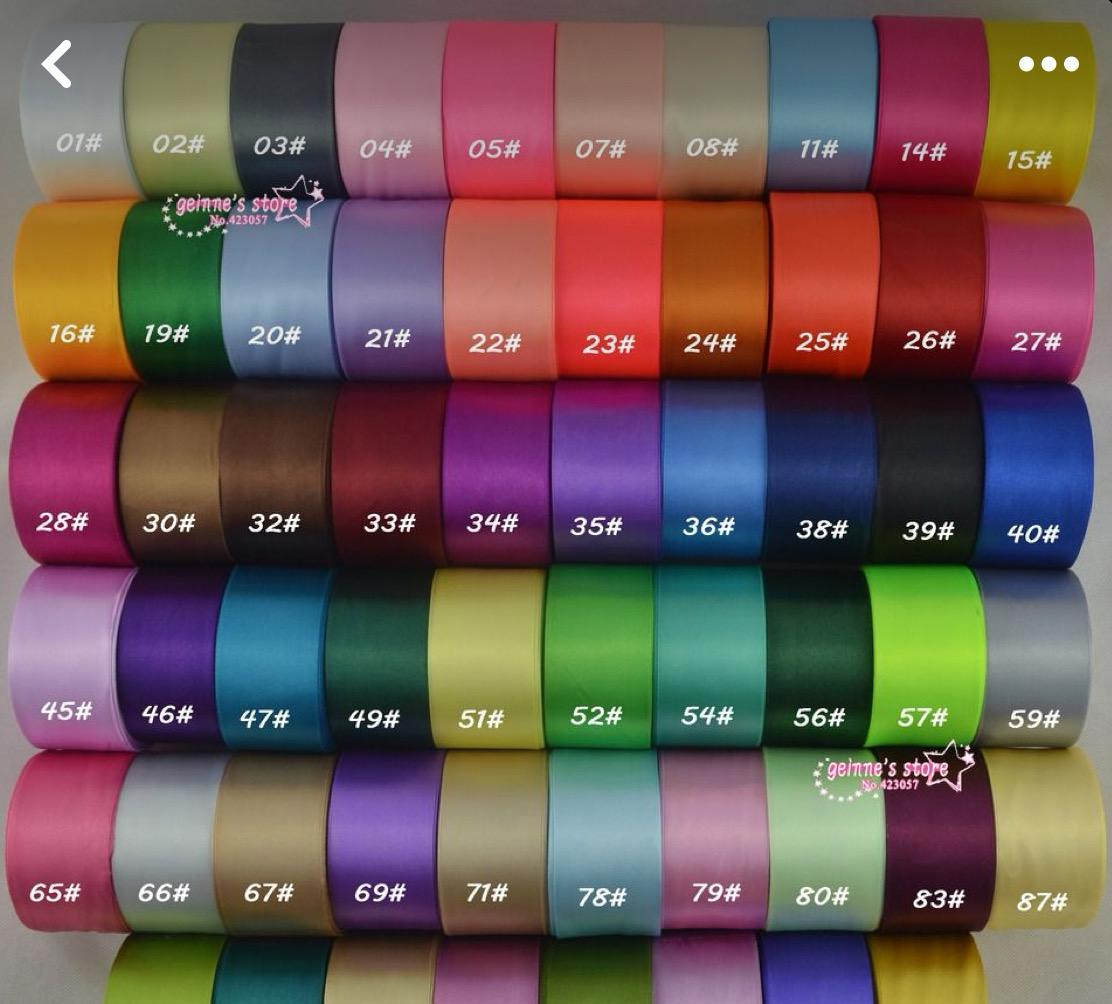 01# 02# 03# 04# 05# 07# 08# 11# 14# 15#
geinne's store
No.423057
16# 19# 20# 21# 22# 23# 24# 25# 26# 27#
28# 30# 32# 33# 34# 35# 36# 38# 39# 40#
45# 46# 47# 49# 51# 52# 54# 56# 57# 59#
geinne's store
No.423057
65# 66# 67# 69# 71# 78# 79# 80# 83# 87#